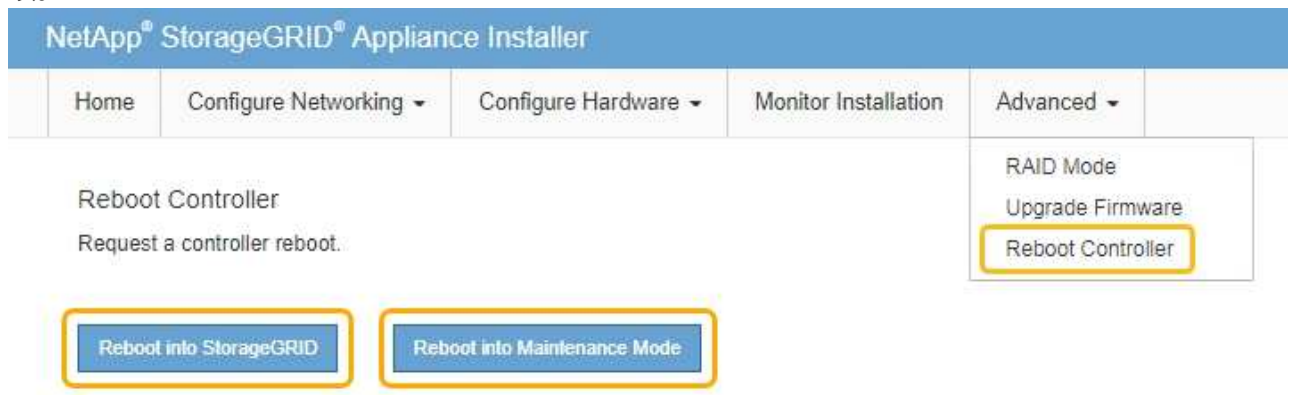 NetApp® StorageGRID® Appliance Installer
Home Configure Networking Configure Hardware Monitor Installation Advanced
RAID Mode
Upgrade Firmware
Reboot Controller
Reboot Controller
Request a controller reboot.
Reboot into StorageGRID Reboot into Maintenance Mode